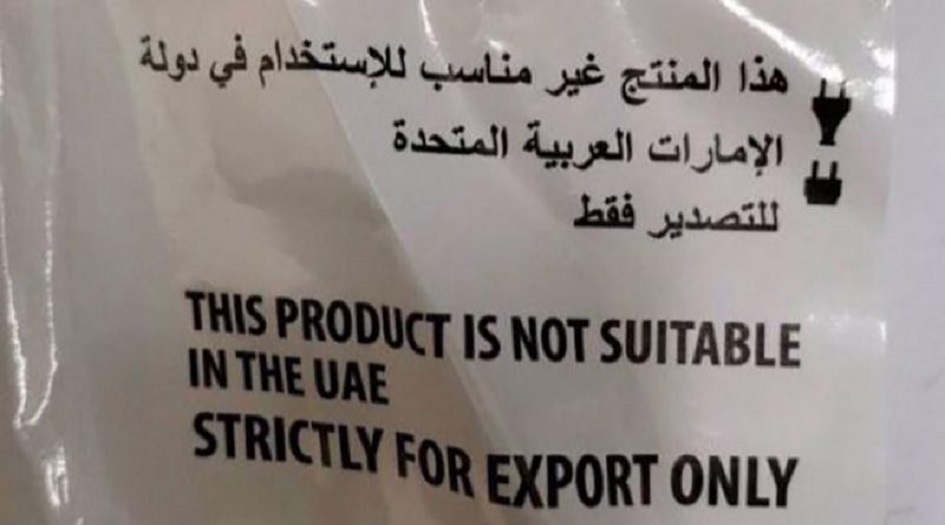 هذا المنتج غير مناسب للإستخدام في دولة
الإمارات العربية المتحدة
للتصدير فقط
THIS PRODUCT IS NOT SUITABLE
IN THE UAE
STRICTLY FOR EXPORT ONLY